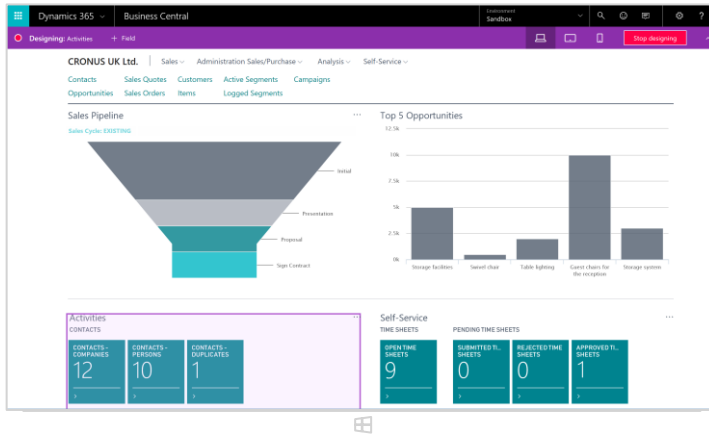 Dynamics 365
Business Central
Environment
Sandbox
?
Designing: Activities
+ Field
Stop designing
CRONUS UK Ltd.
Sales
Administration Sales/Purchase
Analysis
Self-Service
Contacts
Sales Quotes
Customers
Active Segments
Campaigns
Opportunities
Sales Orders
Items
Logged Segments
Sales Pipeline
...
Sales Cycle: EXISTING
Initial
Presentation
Proposal
Sign Contract
Top 5 Opportunities
12.5k
10k
7.5k
5k
2.5k
0k
Storage facilities
Swivel chair
Table lighting
Guest chairs for
the reception
Storage system
Activities
...
CONTACTS
CONTACTS -
COMPANIES
12
CONTACTS -
PERSONS
10
CONTACTS -
DUPLICATES
1
Self-Service
...
TIME SHEETS
PENDING TIME SHEETS
OPEN TIME
SHEETS
9
SUBMITTED TI...
SHEETS
0
REJECTED TIME
SHEETS
0
APPROVED TI...
SHEETS
1